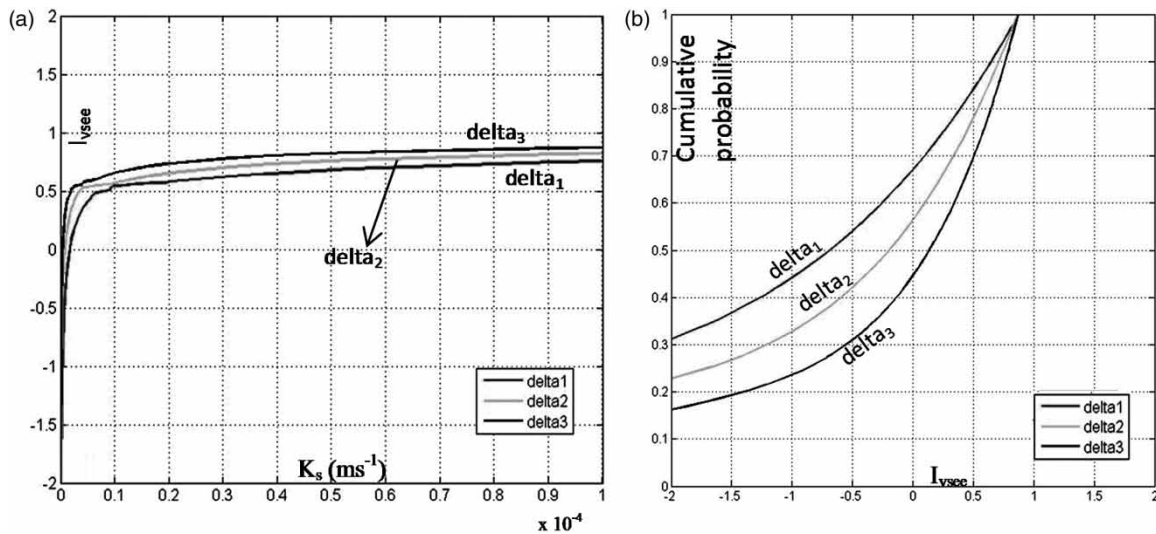 (a)
2
1.5
1
0.5
0
-0.5
-1
-1.5
-2
I_vsee
delta₃
delta₁
delta₂
delta1
delta2
delta3
K_s (ms⁻¹)
0 0.1 0.2 0.3 0.4 0.5 0.6 0.7 0.8 0.9 1
x 10⁻⁴
(b)
1
0.9
0.8
0.7
0.6
0.5
0.4
0.3
0.2
0.1
0
Cumulative
probability
delta₁
delta₂
delta₃
delta1
delta2
delta3
I_vsee
-2 -1.5 -1 -0.5 0 0.5 1 1.5 2